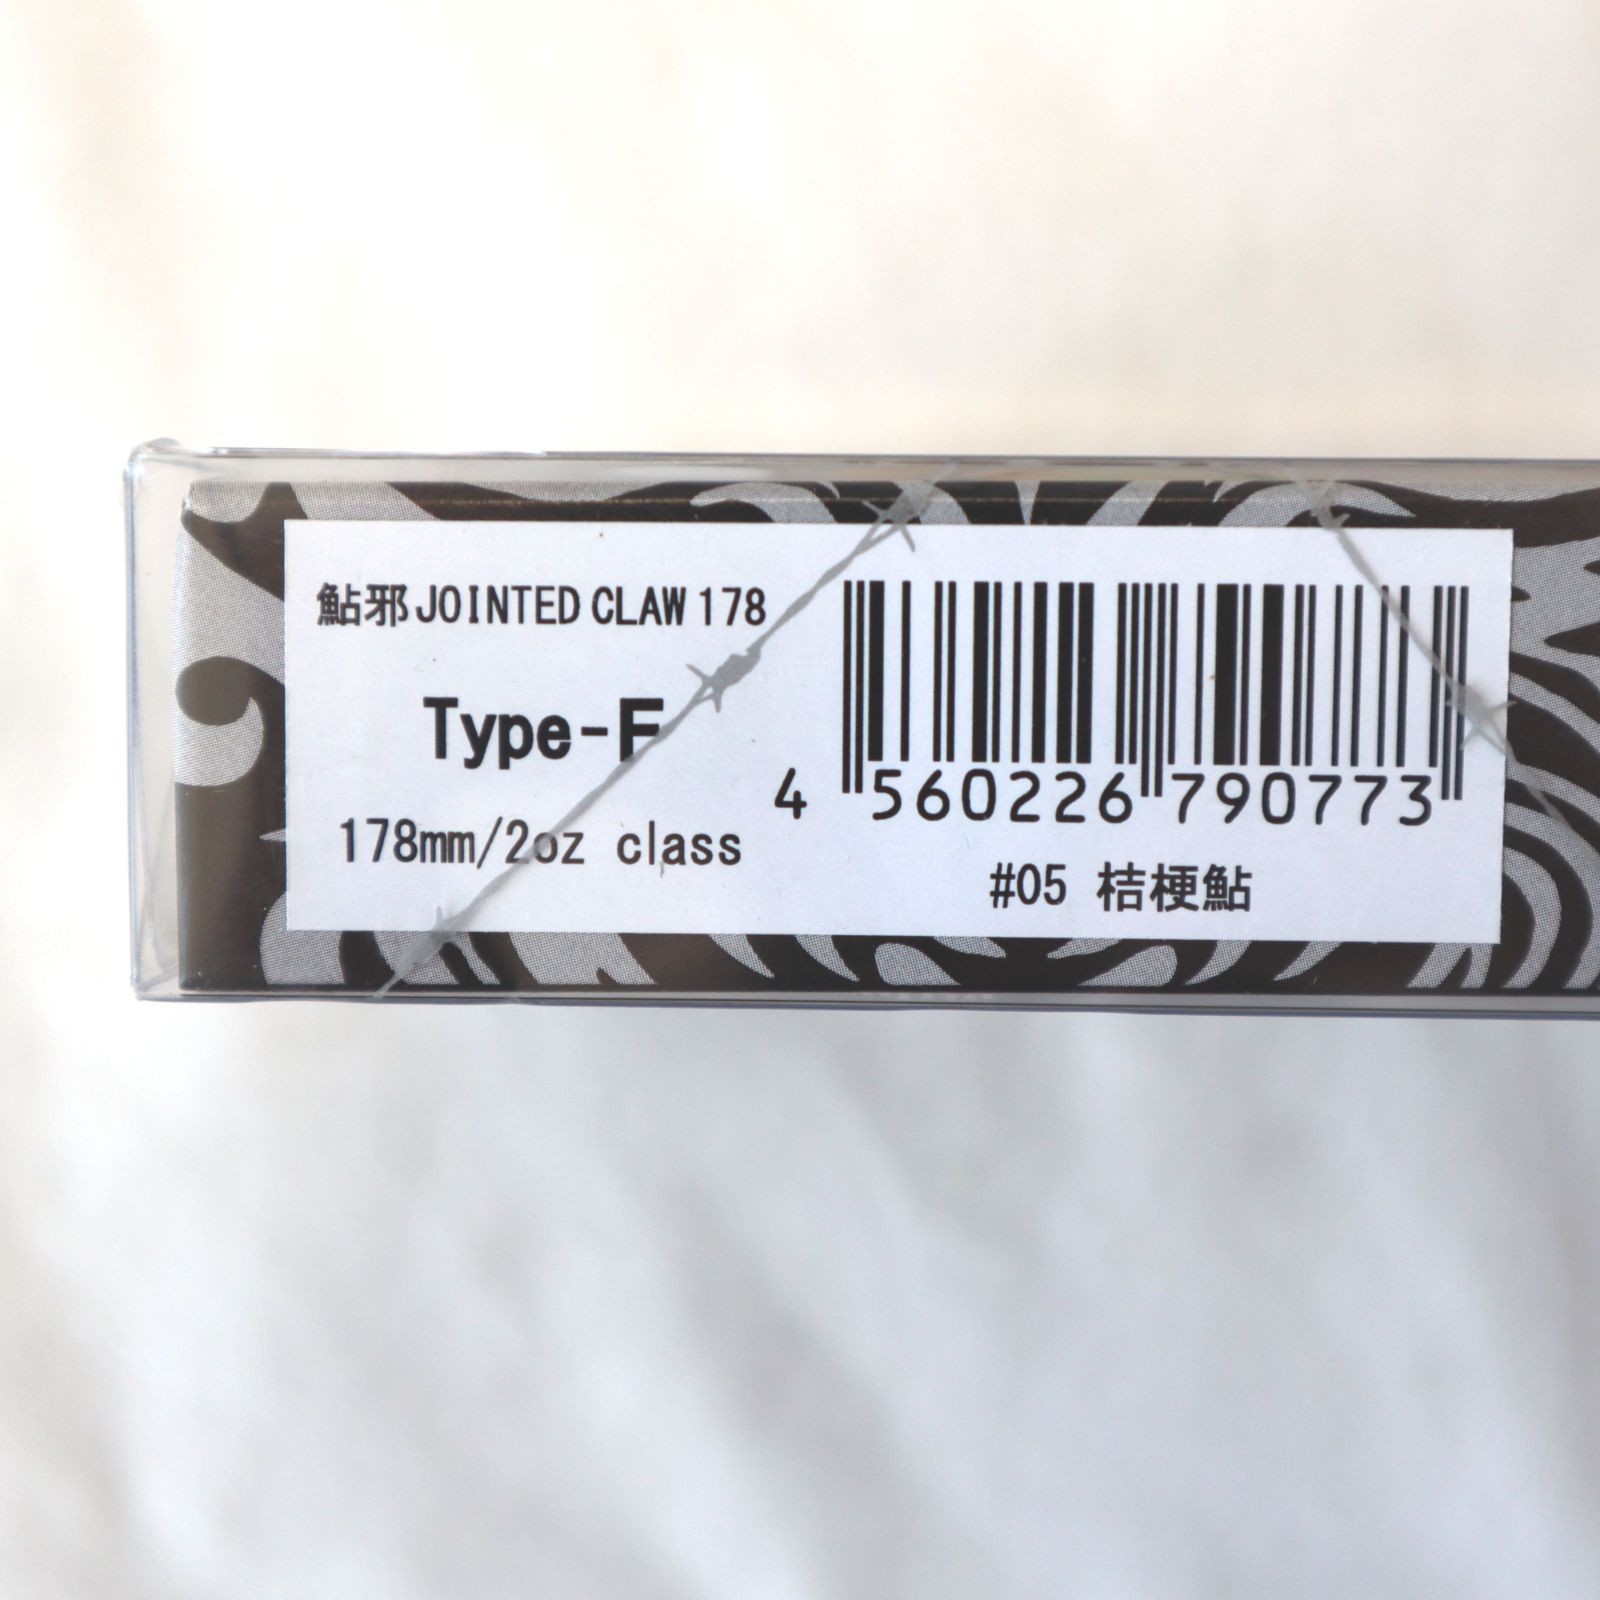 鮎邪 JOINTED CLAW 178
Type-F
178mm/2oz class
4 560226 790773
#05 桔梗鮎